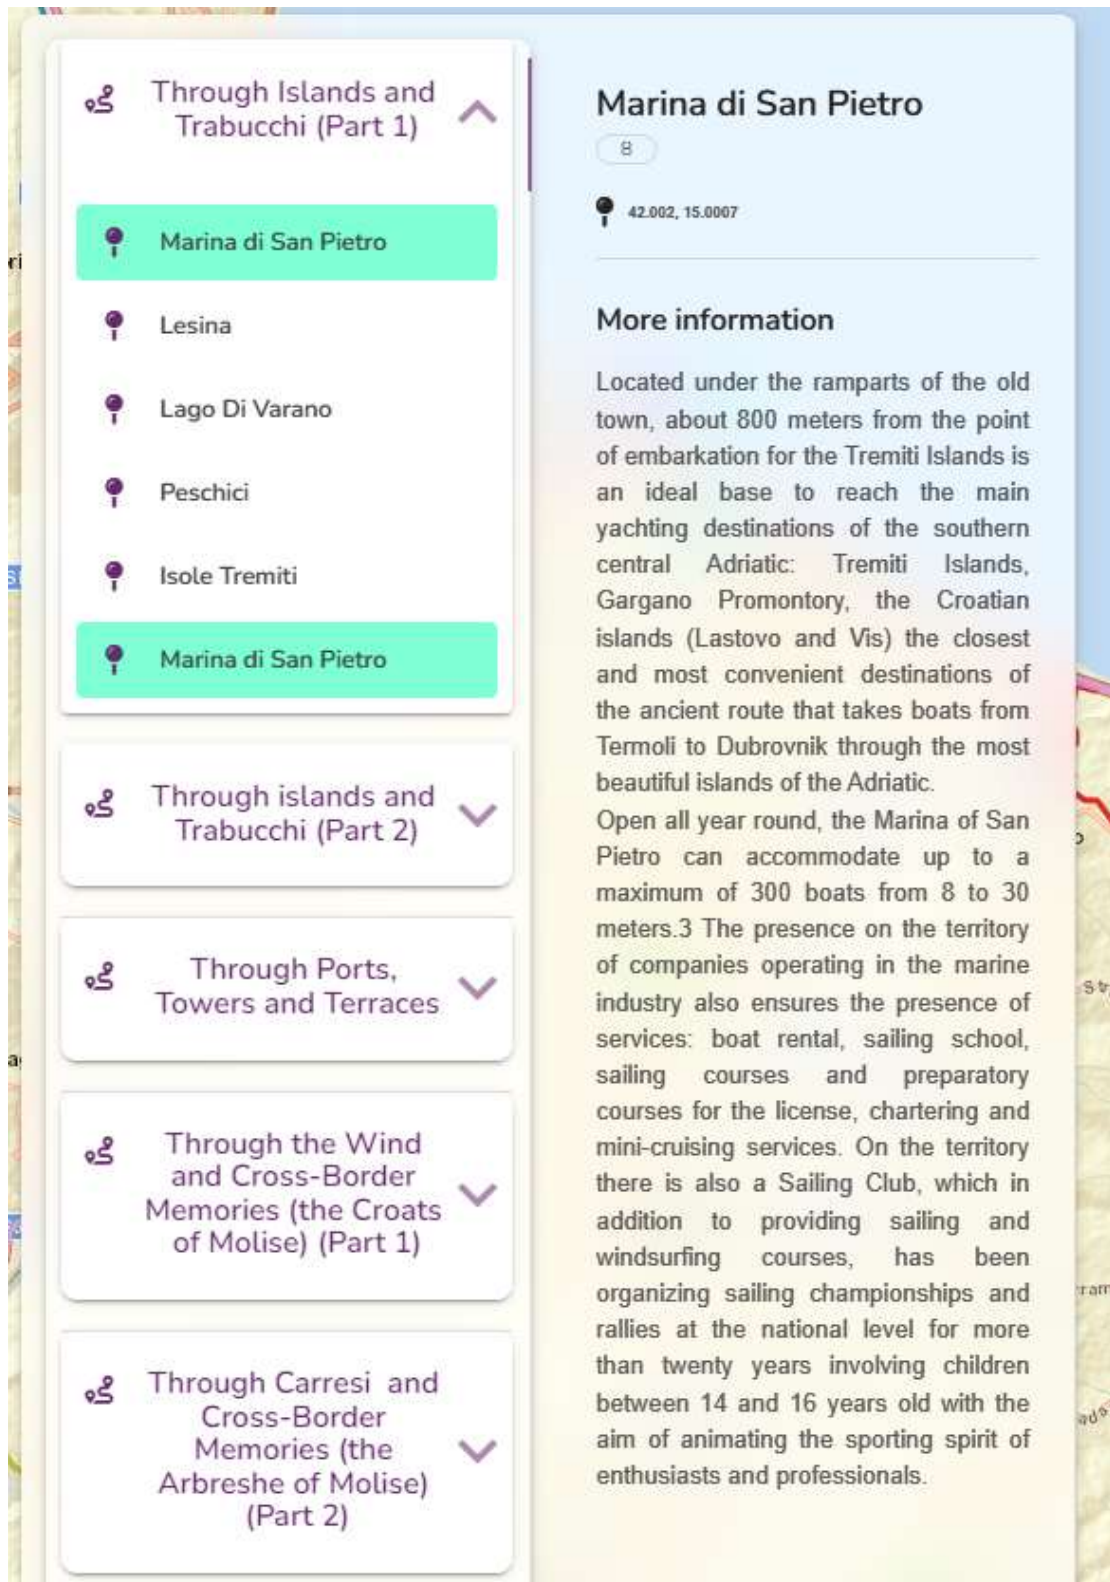 Through Islands and
Trabucchi (Part 1)
Marina di San Pietro
Lesina
Lago Di Varano
Peschici
Isole Tremiti
Marina di San Pietro
Through islands and
Trabucchi (Part 2)
Through Ports,
Towers and Terraces
Through the Wind
and Cross-Border
Memories (the Croats
of Molise) (Part 1)
Through Carresi and
Cross-Border
Memories (the
Arbreshe of Molise)
(Part 2)
Marina di San Pietro
8
42.002, 15.0007
More information
Located under the ramparts of the old
town, about 800 meters from the point
of embarkation for the Tremiti Islands is
an ideal base to reach the main
yachting destinations of the southern
central Adriatic: Tremiti Islands,
Gargano Promontory, the Croatian
islands (Lastovo and Vis) the closest
and most convenient destinations of
the ancient route that takes boats from
Termoli to Dubrovnik through the most
beautiful islands of the Adriatic.
Open all year round, the Marina of San
Pietro can accommodate up to a
maximum of 300 boats from 8 to 30
meters.3 The presence on the territory
of companies operating in the marine
industry also ensures the presence of
services: boat rental, sailing school,
sailing courses and preparatory
courses for the license, chartering and
mini-cruising services. On the territory
there is also a Sailing Club, which in
addition to providing sailing and
windsurfing courses, has been
organizing sailing championships and
rallies at the national level for more
than twenty years involving children
between 14 and 16 years old with the
aim of animating the sporting spirit of
enthusiasts and professionals.